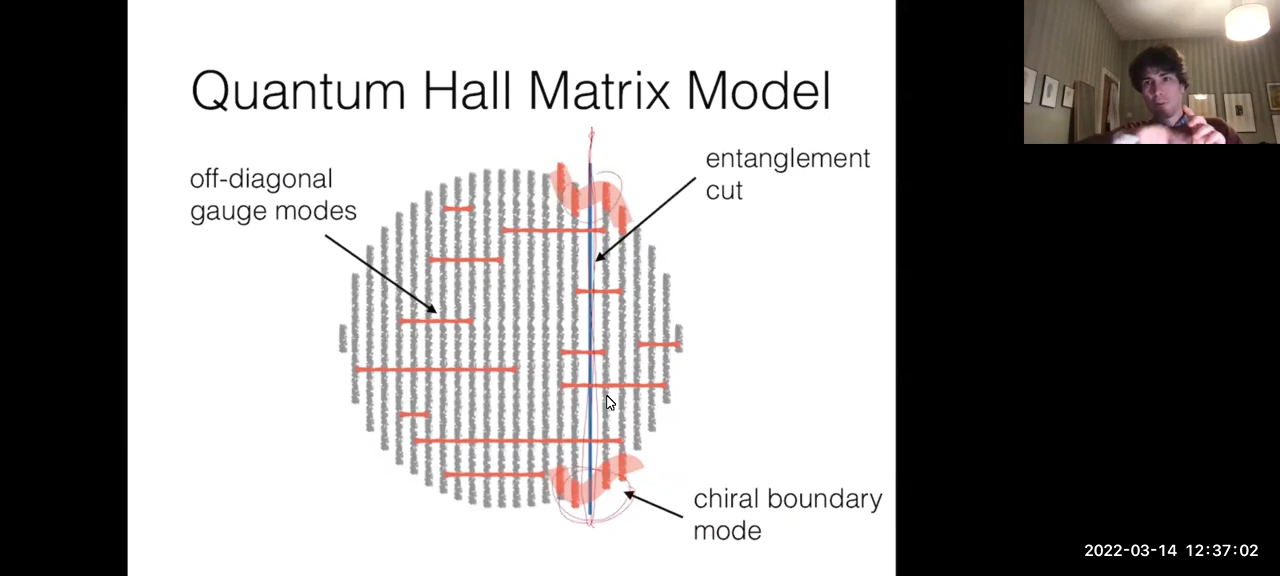 Quantum Hall Matrix Model
off-diagonal
gauge modes
entanglement
cut
chiral boundary
mode
2022-03-14 12:37:02